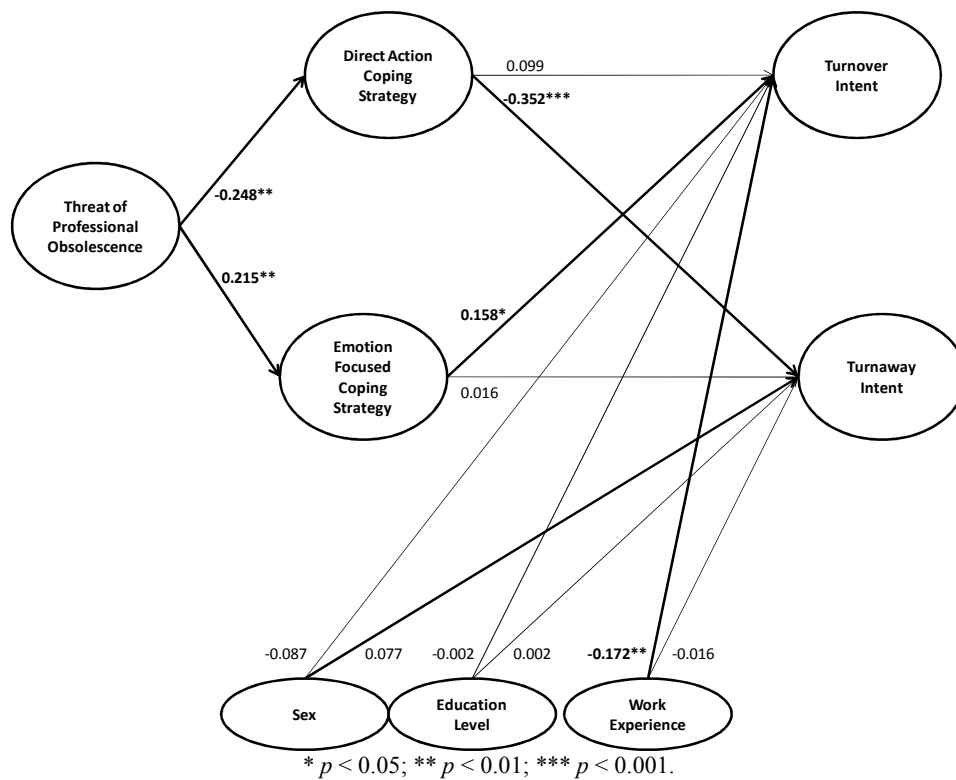 Direct Action
Coping
Strategy
0.099
-0.352***
Turnover
Intent
-0.248**
Threat of
Professional
Obsolescence
0.215**
0.158*
Emotion
Focused
Coping
Strategy
0.016
Turnaway
Intent
-0.087
0.077
-0.002
0.002
-0.172**
-0.016
Sex
Education
Level
Work
Experience
* p < 0.05; ** p < 0.01; *** p < 0.001.